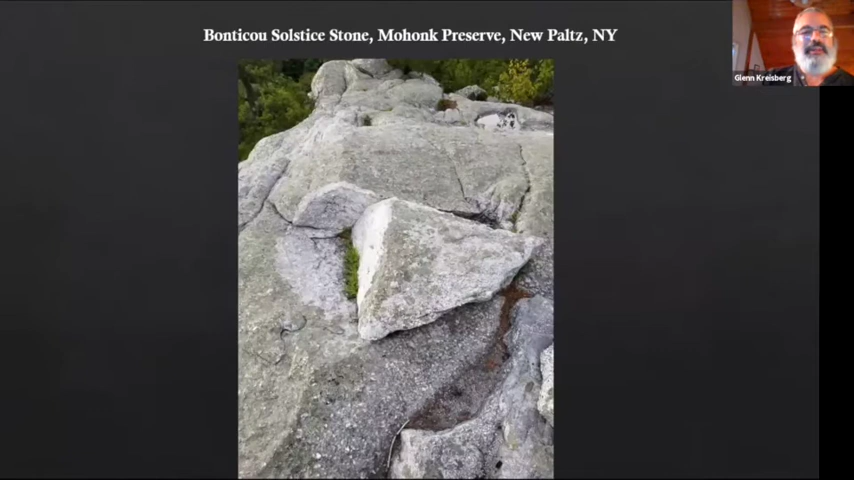 Bonticou Solstice Stone, Mohonk Preserve, New Paltz, NY
Glenn Kreisberg